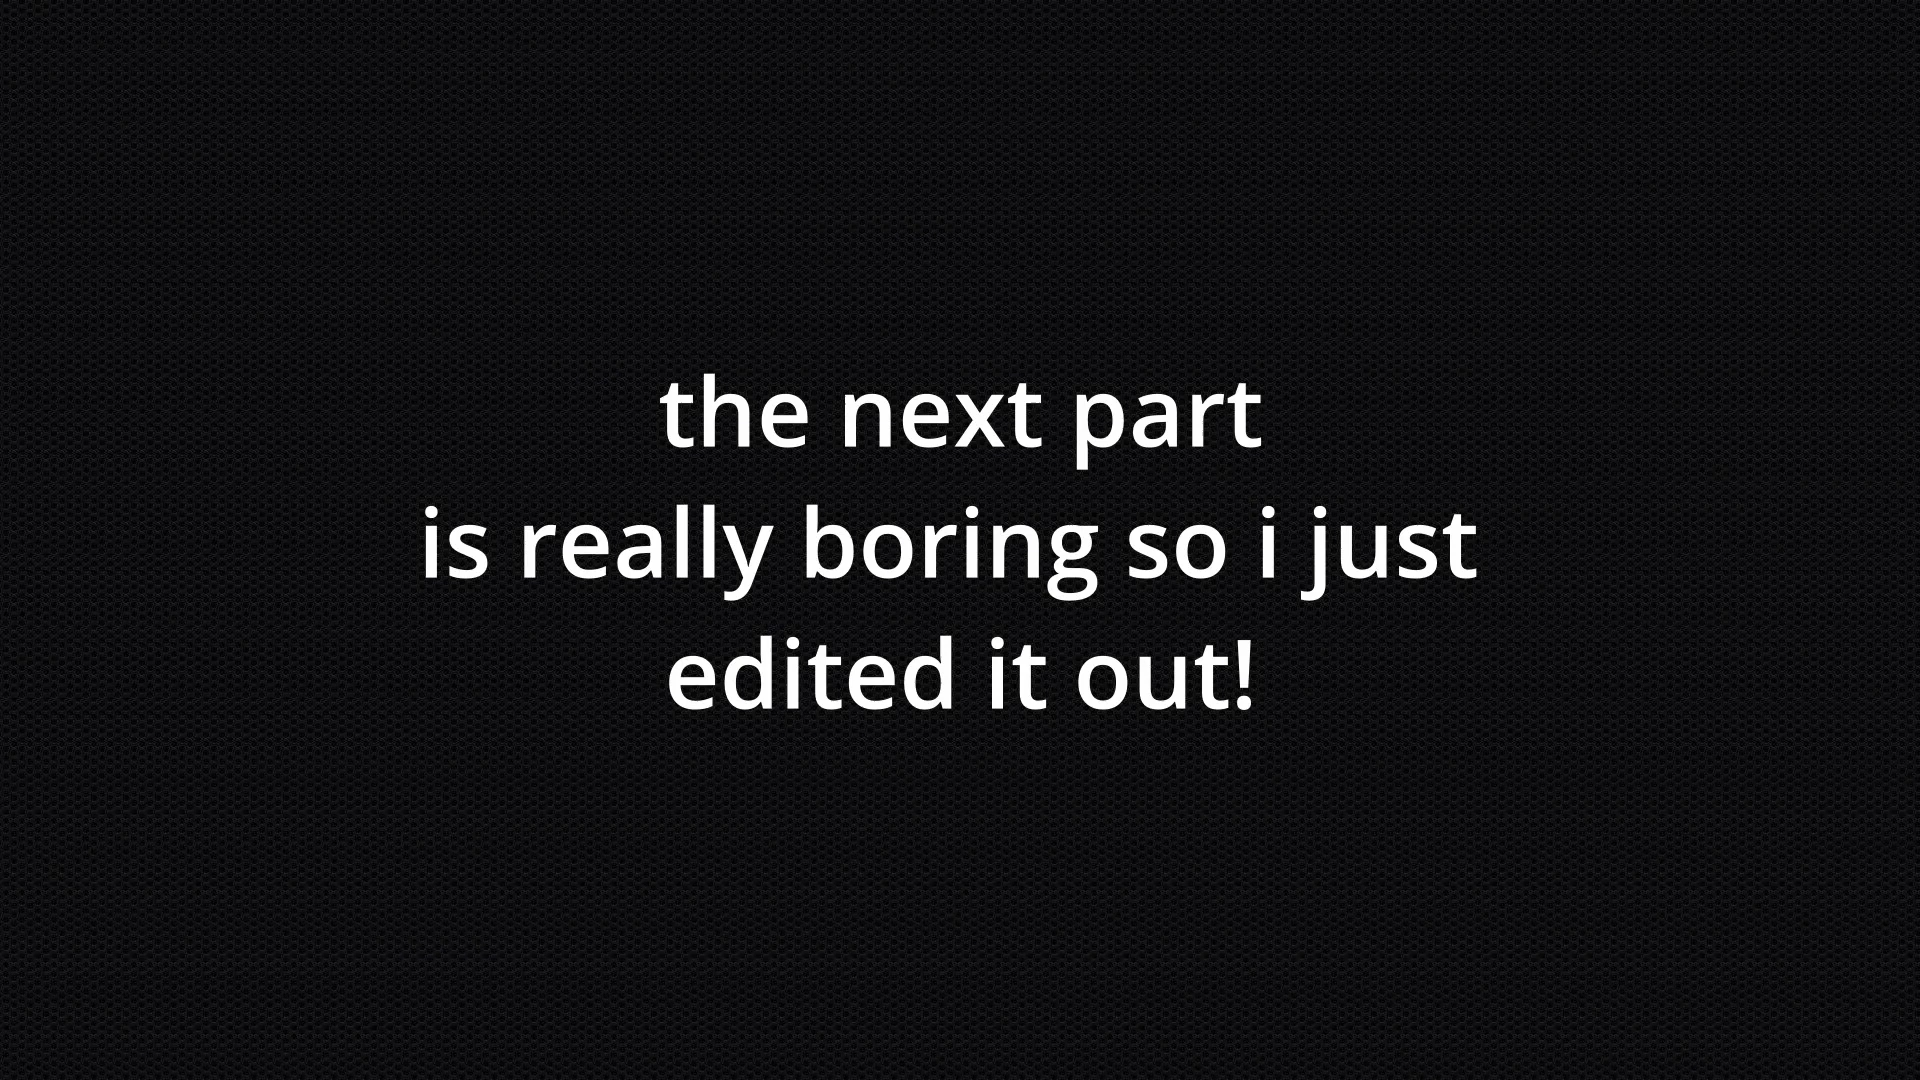 the next part
is really boring so i just
edited it out!